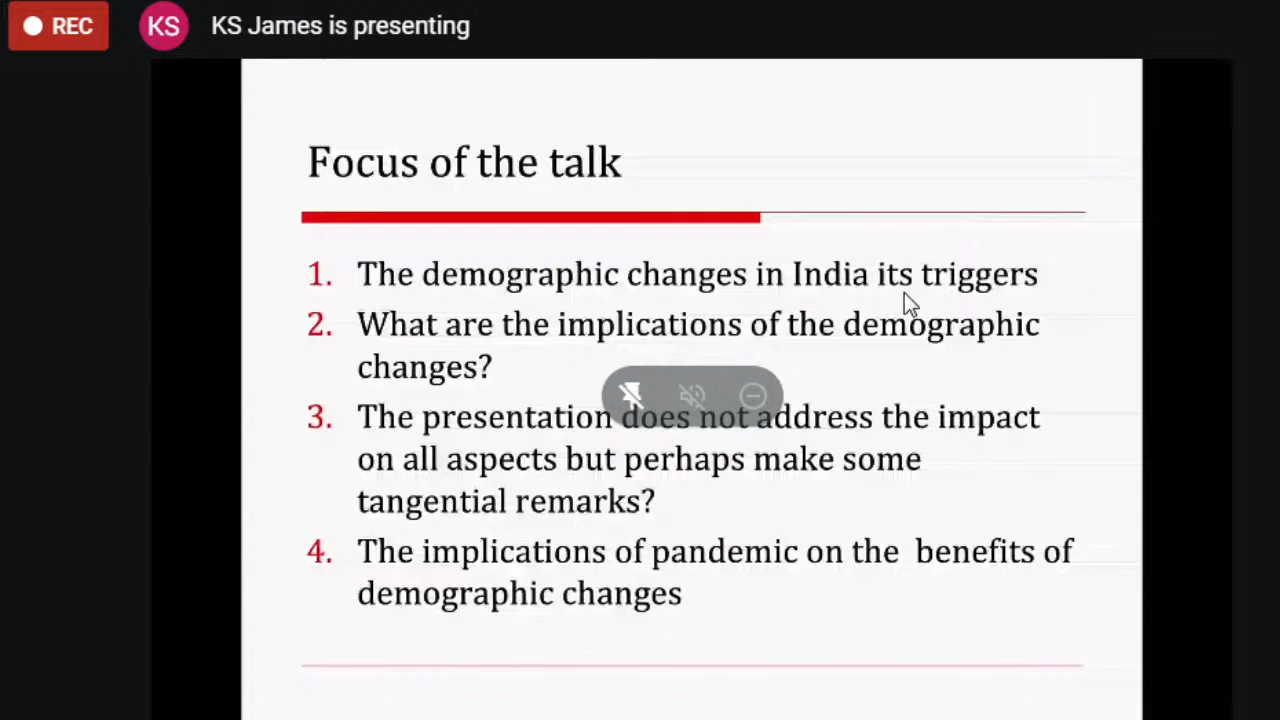 REC
KS
KS James is presenting
Focus of the talk
1. The demographic changes in India its triggers
2. What are the implications of the demographic
changes?
3. The presentation does not address the impact
on all aspects but perhaps make some
tangential remarks?
4. The implications of pandemic on the benefits of
demographic changes